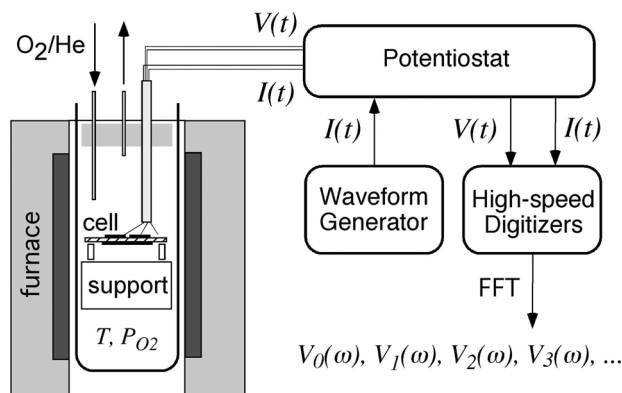 O2/He
V(t)
I(t)
Potentiostat
I(t)
V(t)
I(t)
Waveform
Generator
High-speed
Digitizers
furnace
cell
support
T, PO2
FFT
V0(ω), V1(ω), V2(ω), V3(ω), ...